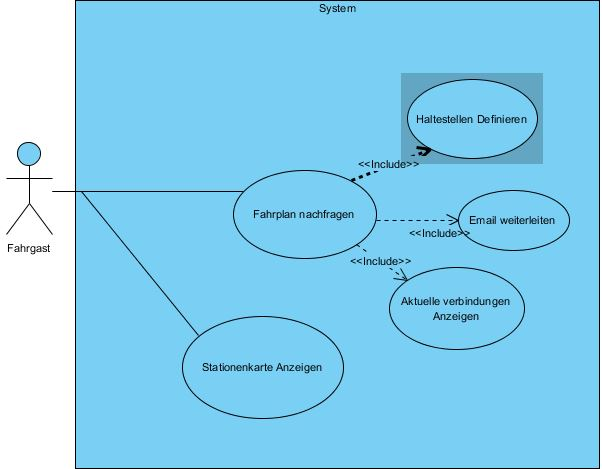 System
Haltestellen Definieren
<<Include>>
Fahrgast
Fahrplan nachfragen
Email weiterleiten
<<Include>>
<<Include>>
Aktuelle verbindungen
Anzeigen
Stationenkarte Anzeigen